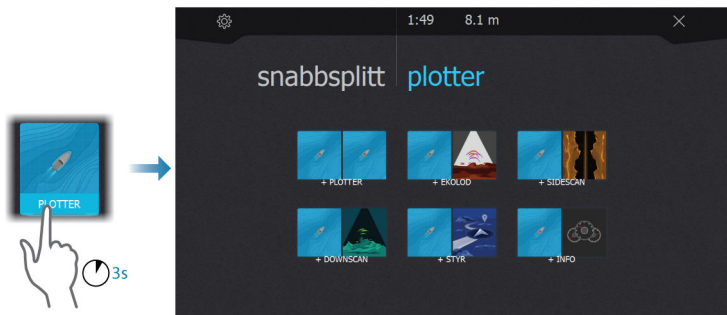 PLOTTER
3s
1:49 8.1 m
snabbsplitt plotter
+ PLOTTER + EKOLOD + SIDESCAN
+ DOWNSCAN + STYR + INFO